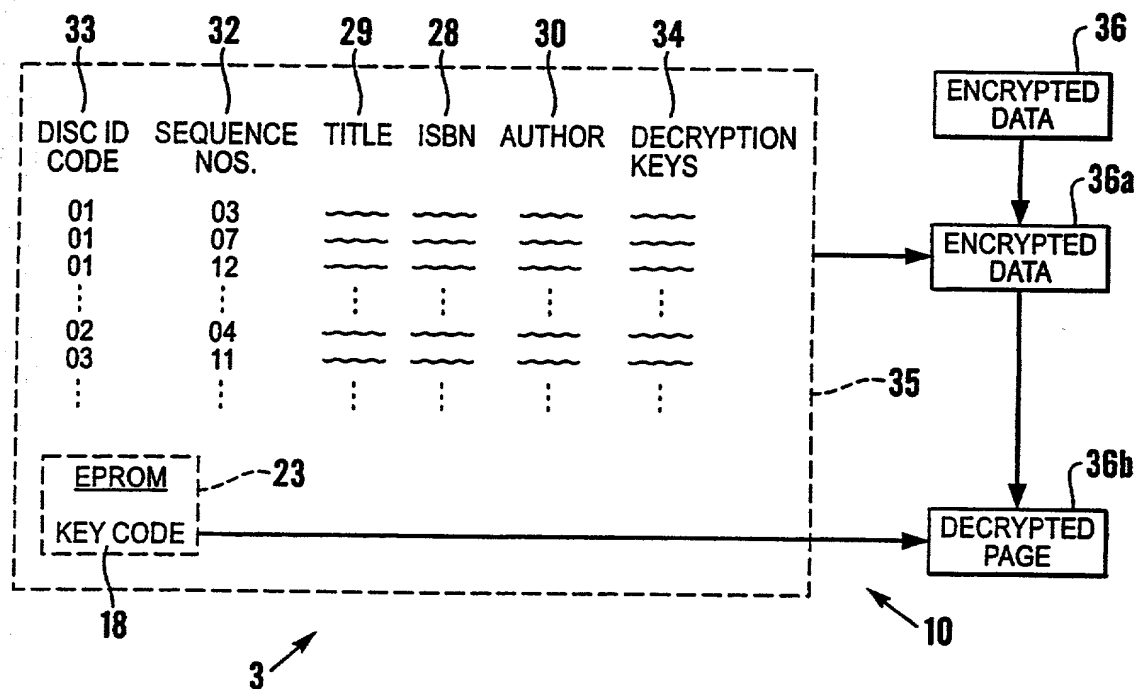 33 32 29 28 30 34 36
ENCRYPTED
DATA
DISC ID SEQUENCE TITLE ISBN AUTHOR DECRYPTION
CODE NOS. KEYS
36a
01 03
01 07
01 12
ENCRYPTED
DATA
02 04
03 11
35
EPROM
23
36b
KEY CODE
DECRYPTED
PAGE
18
10
3